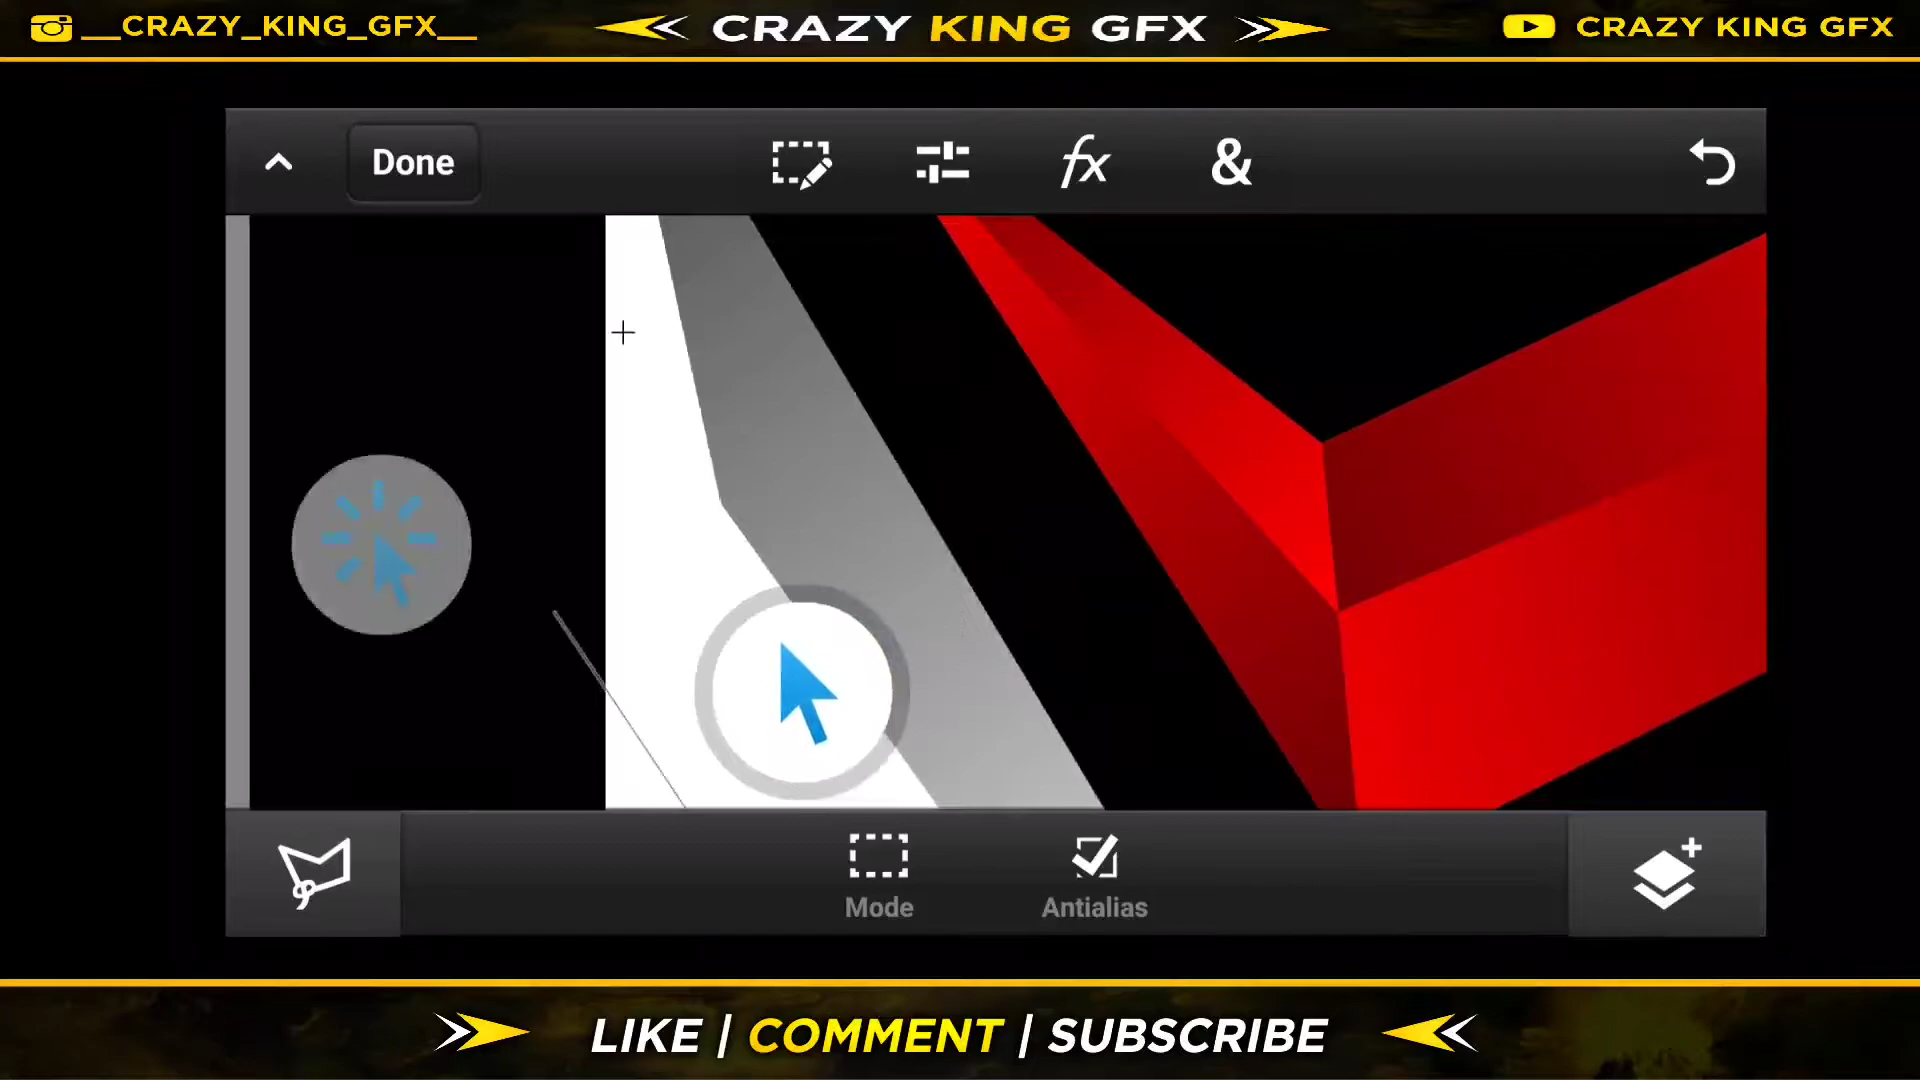 __CRAZY_KING_GFX__
CRAZY KING GFX
CRAZY KING GFX
Done
fx
&
Mode
Antialias
LIKE | COMMENT | SUBSCRIBE